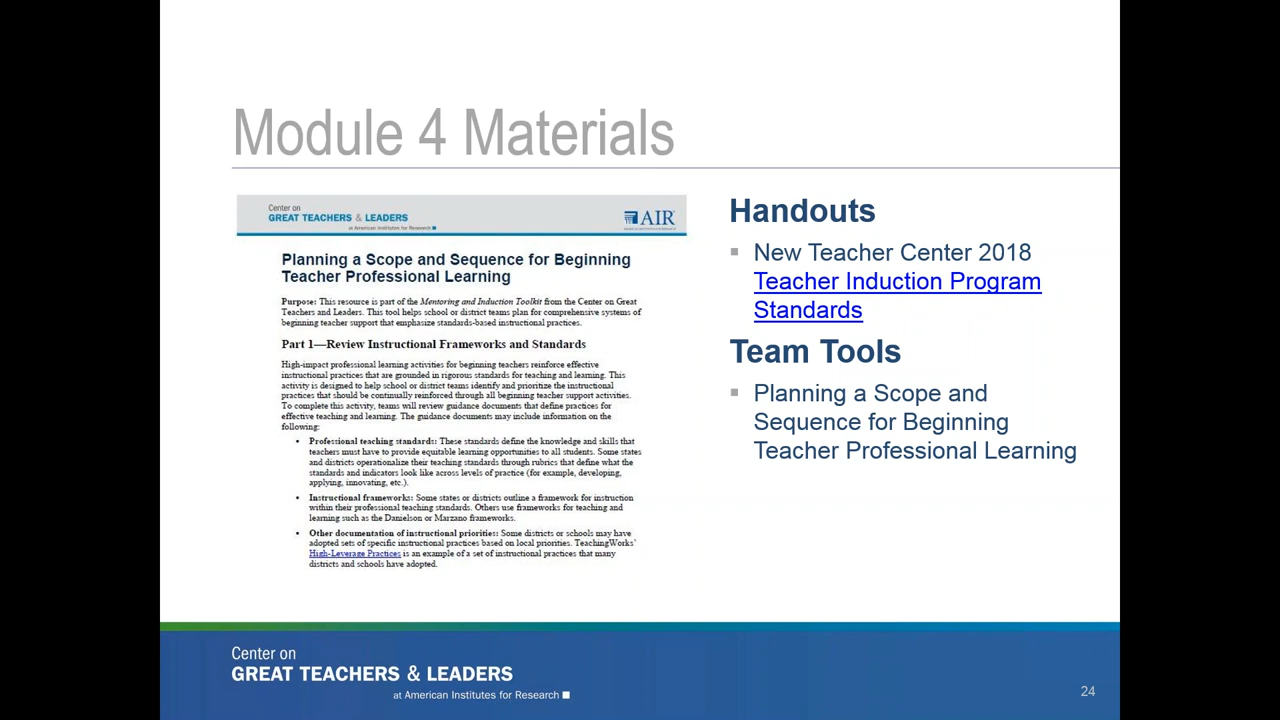 Module 4 Materials
Center on
GREAT TEACHERS & LEADERS
at American Institutes for Research
AIR
Planning a Scope and Sequence for Beginning
Teacher Professional Learning
Purpose: This resource is part of the Mentoring and Induction Toolkit from the Center on Great
Teachers and Leaders. This tool helps school or district teams plan for comprehensive systems of
beginning teacher support that emphasize standards-based instructional practices.
Part 1—Review Instructional Frameworks and Standards
High-impact professional learning activities for beginning teachers reinforce effective
instructional practices that are grounded in rigorous standards for teaching and learning. This
activity is designed to help school or district teams identify and prioritize the instructional
practices that should be continually reinforced through all beginning teacher support activities.
To complete this activity, teams will review guidance documents that define practices for
effective teaching and learning. The guidance documents may include information on the
following:
• Professional teaching standards: These standards define the knowledge and skills that
teachers must have to provide equitable learning opportunities to all students. Some states
and districts operationalize their teaching standards through rubrics that define what the
standards and indicators look like across levels of practice (for example, developing,
applying, innovating, etc.).
• Instructional frameworks: Some states or districts outline a framework for instruction
within their professional teaching standards. Others use frameworks for teaching and
learning such as the Danielson or Marzano frameworks.
• Other documentation of instructional priorities: Some districts or schools may have
adopted sets of specific instructional practices based on local priorities. TeachingWorks'
High-Leverage Practices is an example of a set of instructional practices that many
districts and schools have adopted.
Handouts
▪ New Teacher Center 2018
Teacher Induction Program
Standards
Team Tools
▪ Planning a Scope and
Sequence for Beginning
Teacher Professional Learning
Center on
GREAT TEACHERS & LEADERS
at American Institutes for Research
24